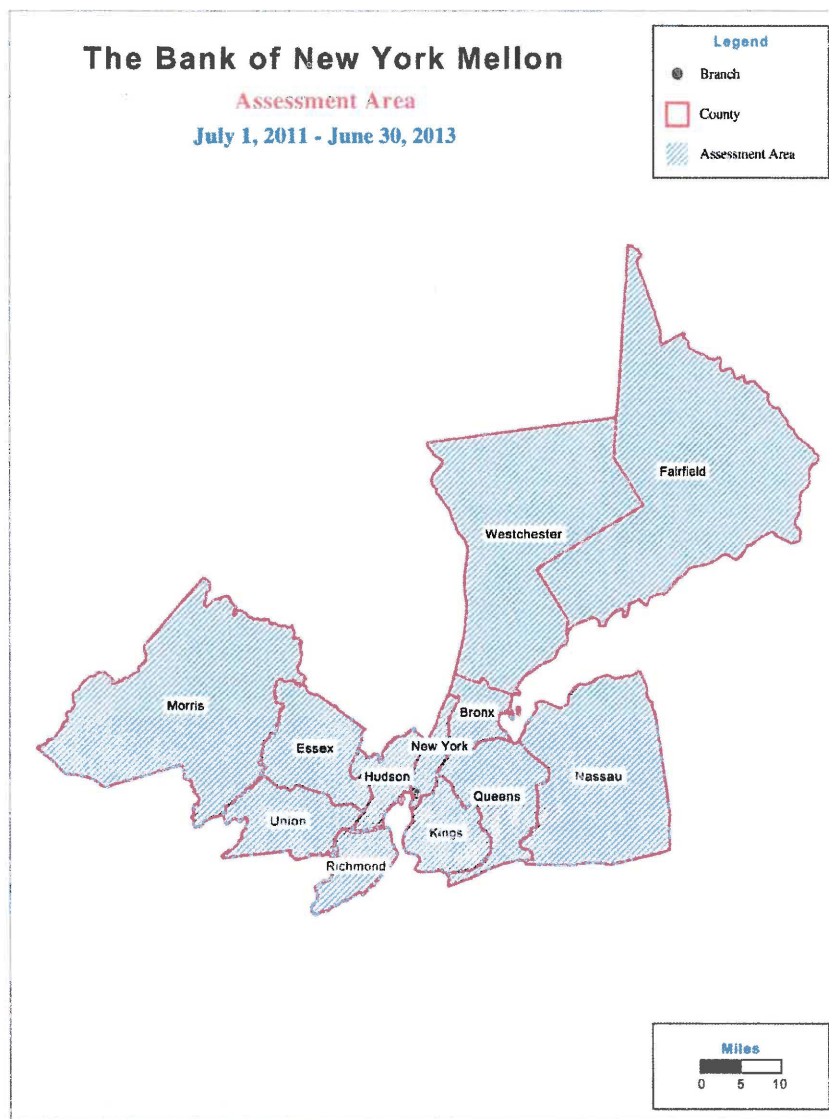 The Bank of New York Mellon
Assessment Area
July 1, 2011 - June 30, 2013
Legend
Branch
County
Assessment Area
Fairfield
Westchester
Morris
Bronx
Essex
New York
Hudson
Nassau
Queens
Union
Kings
Richmond
Miles
0 5 10